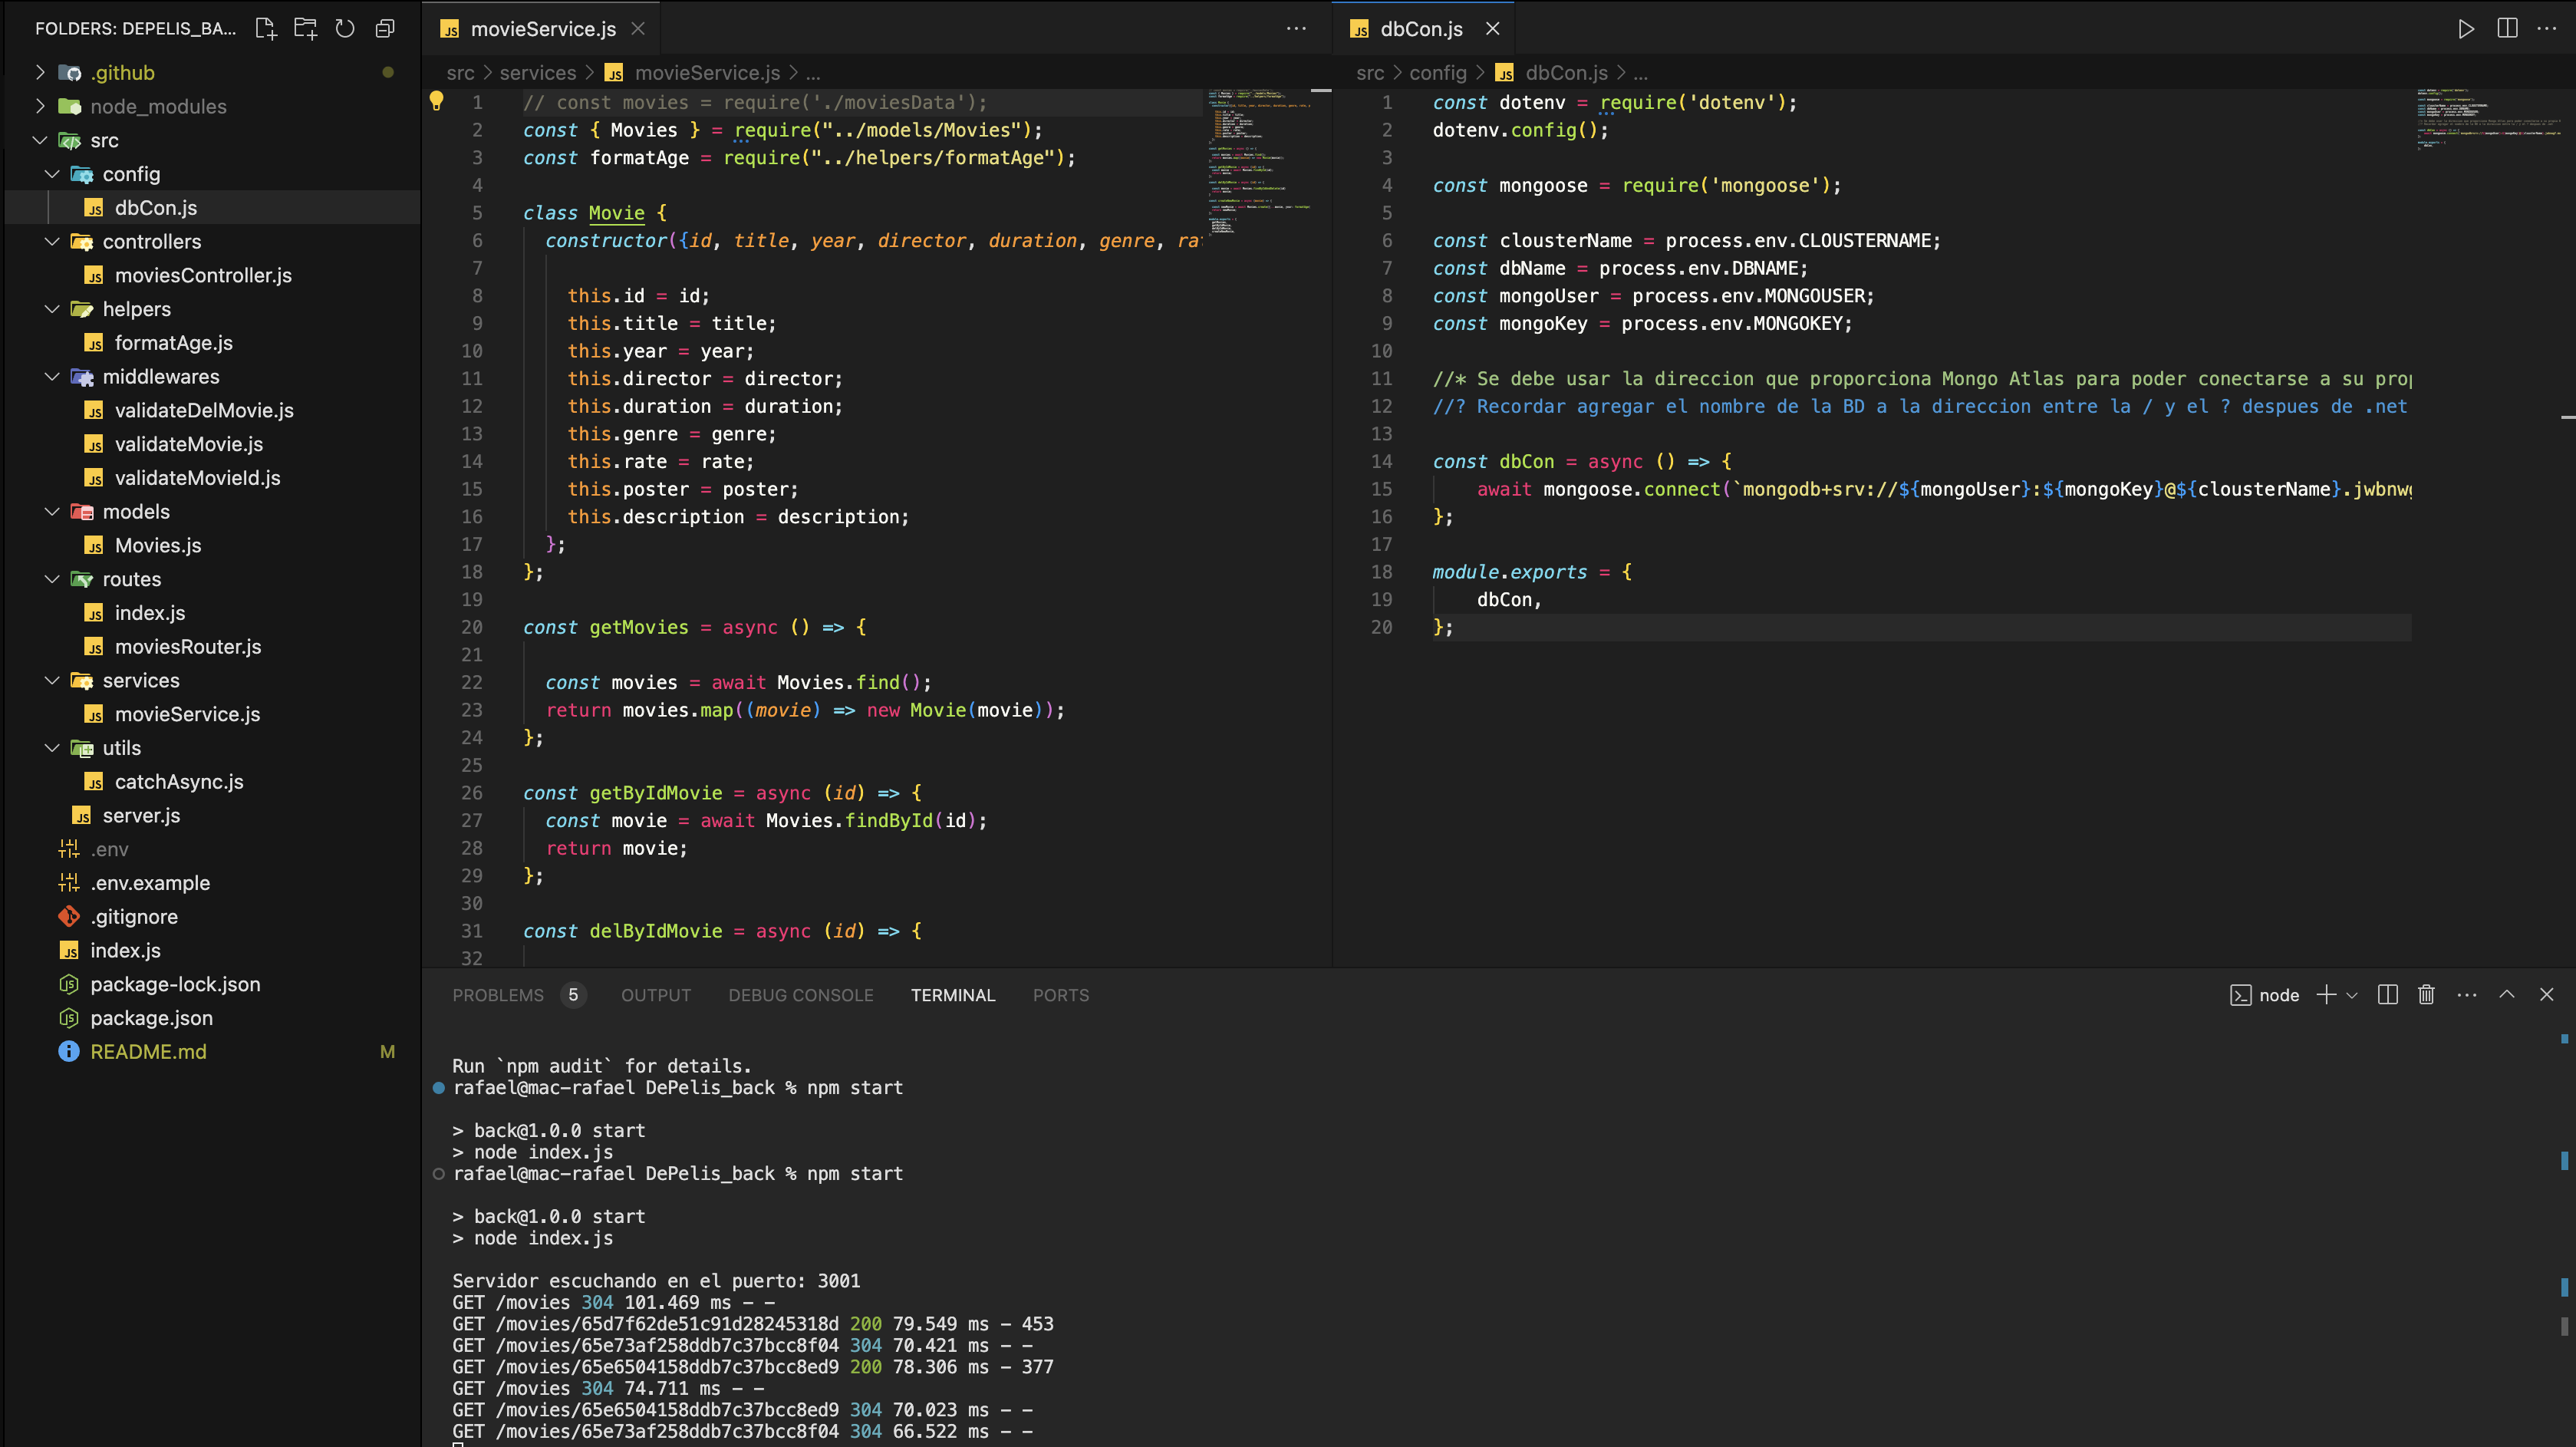 FOLDERS: DEPELIS_BA...
.github
node_modules
src
config
dbCon.js
controllers
moviesController.js
helpers
formatAge.js
middlewares
validateDelMovie.js
validateMovie.js
validateMovieId.js
models
Movies.js
routes
index.js
moviesRouter.js
services
movieService.js
utils
catchAsync.js
server.js
.env
.env.example
.gitignore
index.js
package-lock.json
package.json
README.md M
movieService.js
src > services > movieService.js > ...
1 // const movies = require('./moviesData');
2 const { Movies } = require("../models/Movies");
3 const formatAge = require("../helpers/formatAge");
4
5 class Movie {
6 constructor({id, title, year, director, duration, genre, ra
7
8 this.id = id;
9 this.title = title;
10 this.year = year;
11 this.director = director;
12 this.duration = duration;
13 this.genre = genre;
14 this.rate = rate;
15 this.poster = poster;
16 this.description = description;
17 };
18 };
19
20 const getMovies = async () => {
21
22 const movies = await Movies.find();
23 return movies.map((movie) => new Movie(movie));
24 };
25
26 const getByIdMovie = async (id) => {
27 const movie = await Movies.findById(id);
28 return movie;
29 };
30
31 const delByIdMovie = async (id) => {
32
dbCon.js
src > config > dbCon.js > ...
1 const dotenv = require('dotenv');
2 dotenv.config();
3
4 const mongoose = require('mongoose');
5
6 const clousterName = process.env.CLOUSTERNAME;
7 const dbName = process.env.DBNAME;
8 const mongoUser = process.env.MONGOUSER;
9 const mongoKey = process.env.MONGOKEY;
10
11 //* Se debe usar la direccion que proporciona Mongo Atlas para poder conectarse a su prop
12 //? Recordar agregar el nombre de la BD a la direccion entre la / y el ? despues de .net
13
14 const dbCon = async () => {
15 await mongoose.connect(`mongodb+srv://${mongoUser}:${mongoKey}@${clousterName}.jwbnwg
16 };
17
18 module.exports = {
19 dbCon,
20 };
PROBLEMS 5 OUTPUT DEBUG CONSOLE TERMINAL PORTS
node
Run `npm audit` for details.
rafael@mac-rafael DePelis_back % npm start
> back@1.0.0 start
> node index.js
rafael@mac-rafael DePelis_back % npm start
> back@1.0.0 start
> node index.js
Servidor escuchando en el puerto: 3001
GET /movies 304 101.469 ms - -
GET /movies/65d7f62de51c91d28245318d 200 79.549 ms - 453
GET /movies/65e73af258ddb7c37bcc8f04 304 70.421 ms - -
GET /movies/65e6504158ddb7c37bcc8ed9 200 78.306 ms - 377
GET /movies 304 74.711 ms - -
GET /movies/65e6504158ddb7c37bcc8ed9 304 70.023 ms - -
GET /movies/65e73af258ddb7c37bcc8f04 304 66.522 ms - -